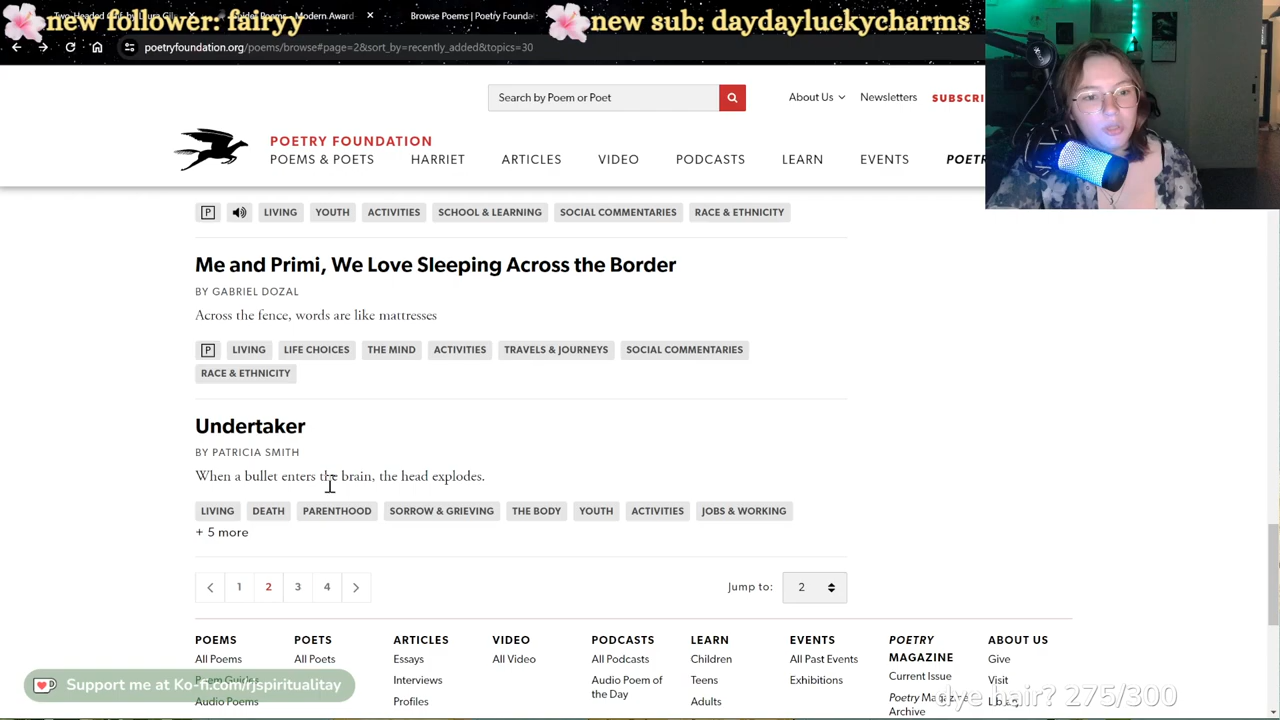 new follower: fairyy
new sub: daydayluckycharms
Poems - Modern Award
Browse Poems | Poetry Founda
poetryfoundation.org/poems/browse#page=2&sort_by=recently_added&topics=30
Search by Poem or Poet
About Us
Newsletters
SUBSCRI
POETRY FOUNDATION
POEMS & POETS
HARRIET
ARTICLES
VIDEO
PODCASTS
LEARN
EVENTS
POET
P LIVING YOUTH ACTIVITIES SCHOOL & LEARNING SOCIAL COMMENTARIES RACE & ETHNICITY
Me and Primi, We Love Sleeping Across the Border
BY GABRIEL DOZAL
Across the fence, words are like mattresses
P LIVING LIFE CHOICES THE MIND ACTIVITIES TRAVELS & JOURNEYS SOCIAL COMMENTARIES
RACE & ETHNICITY
Undertaker
BY PATRICIA SMITH
When a bullet enters the brain, the head explodes.
LIVING DEATH PARENTHOOD SORROW & GRIEVING THE BODY YOUTH ACTIVITIES JOBS & WORKING
+ 5 more
1 2 3 4
Jump to: 2
POEMS
All Poems
Poem Guides
Audio Poems
POETS
All Poets
ARTICLES
Essays
Interviews
Profiles
VIDEO
All Video
PODCASTS
All Podcasts
Audio Poem of
the Day
LEARN
Children
Teens
Adults
EVENTS
All Past Events
Exhibitions
POETRY
MAGAZINE
Current Issue
Poetry Magazine
Archive
ABOUT US
Give
Visit
Library
Support me at Ko-fi.com/rjspiritualitay
dye hair? 275/300